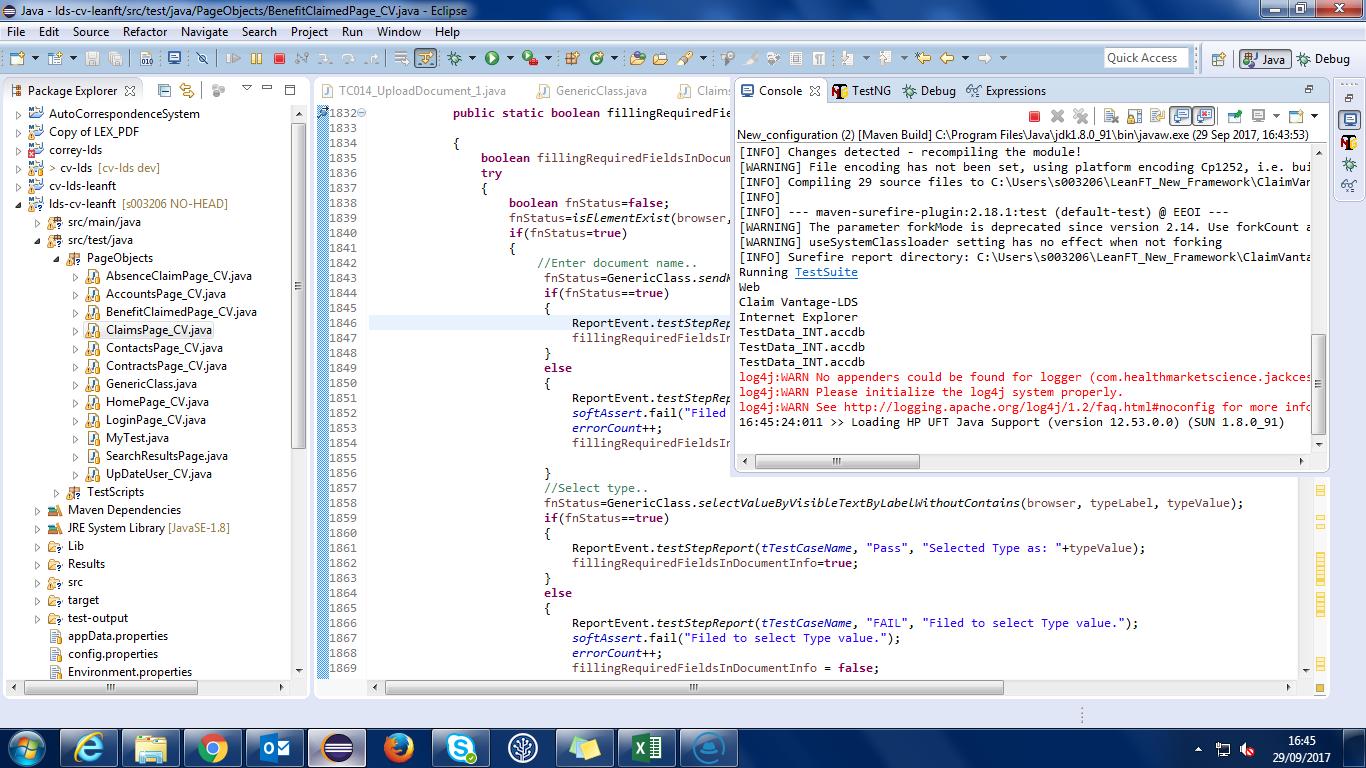 Java - lds-cv-leanft/src/test/java/PageObjects/BenefitClaimedPage_CV.java - Eclipse
File Edit Source Refactor Navigate Search Project Run Window Help
Quick Access
Java
Debug
Package Explorer
AutoCorrespondenceSystem
Copy of LEX_PDF
correy-lds
> cv-lds [cv-lds dev]
cv-lds-leanft
lds-cv-leanft [s003206 NO-HEAD]
src/main/java
src/test/java
PageObjects
AbsenceClaimPage_CV.java
AccountsPage_CV.java
BenefitClaimedPage_CV.java
ClaimsPage_CV.java
ContactsPage_CV.java
ContractsPage_CV.java
GenericClass.java
HomePage_CV.java
LoginPage_CV.java
MyTest.java
SearchResultsPage.java
UpDateUser_CV.java
TestScripts
Maven Dependencies
JRE System Library [JavaSE-1.8]
Lib
Results
src
target
test-output
appData.properties
config.properties
Environment.properties
TC014_UploadDocument_1.java
GenericClass.java
Claims
1832 public static boolean fillingRequiredFie
1833
1834 {
1835 boolean fillingRequiredFieldsInDocum
1836 try
1837 {
1838 boolean fnStatus=false;
1839 fnStatus=isElementExist(browser,
1840 if(fnStatus=true)
1841 {
1842 //Enter document name..
1843 fnStatus=GenericClass.sendK
1844 if(fnStatus==true)
1845 {
1846 ReportEvent.testStepRep
1847 fillingRequiredFieldsIn
1848 }
1849 else
1850 {
1851 ReportEvent.testStepRep
1852 softAssert.fail("Filed
1853 errorCount++;
1854 fillingRequiredFieldsIn
1855
1856 }
1857 //Select type..
1858 fnStatus=GenericClass.selectValueByVisibleTextByLabelWithoutContains(browser, typeLabel, typeValue);
1859 if(fnStatus==true)
1860 {
1861 ReportEvent.testStepReport(tTestCaseName, "Pass", "Selected Type as: "+typeValue);
1862 fillingRequiredFieldsInDocumentInfo=true;
1863 }
1864 else
1865 {
1866 ReportEvent.testStepReport(tTestCaseName, "FAIL", "Filed to select Type value.");
1867 softAssert.fail("Filed to select Type value.");
1868 errorCount++;
1869 fillingRequiredFieldsInDocumentInfo = false;
Console TestNG Debug Expressions
New_configuration (2) [Maven Build] C:\Program Files\Java\jdk1.8.0_91\bin\javaw.exe (29 Sep 2017, 16:43:53)
[INFO] Changes detected - recompiling the module!
[WARNING] File encoding has not been set, using platform encoding Cp1252, i.e. bui
[INFO] Compiling 29 source files to C:\Users\s003206\LeanFT_New_Framework\ClaimVan
[INFO]
[INFO] --- maven-surefire-plugin:2.18.1:test (default-test) @ EEOI ---
[WARNING] The parameter forkMode is deprecated since version 2.14. Use forkCount a
[WARNING] useSystemClassloader setting has no effect when not forking
[INFO] Surefire report directory: C:\Users\s003206\LeanFT_New_Framework\ClaimVanta
Running TestSuite
Web
Claim Vantage-LDS
Internet Explorer
TestData_INT.accdb
TestData_INT.accdb
TestData_INT.accdb
log4j:WARN No appenders could be found for logger (com.healthmarketscience.jackces
log4j:WARN Please initialize the log4j system properly.
log4j:WARN See http://logging.apache.org/log4j/1.2/faq.html#noconfig for more info
16:45:24:011 >> Loading HP UFT Java Support (version 12.53.0.0) (SUN 1.8.0_91)
16:45
29/09/2017